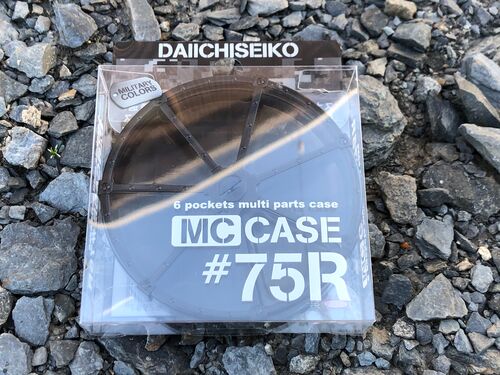 DAIICHISEIKO
MILITARY
COLORS
6 pockets multi parts case
MC CASE
#75R